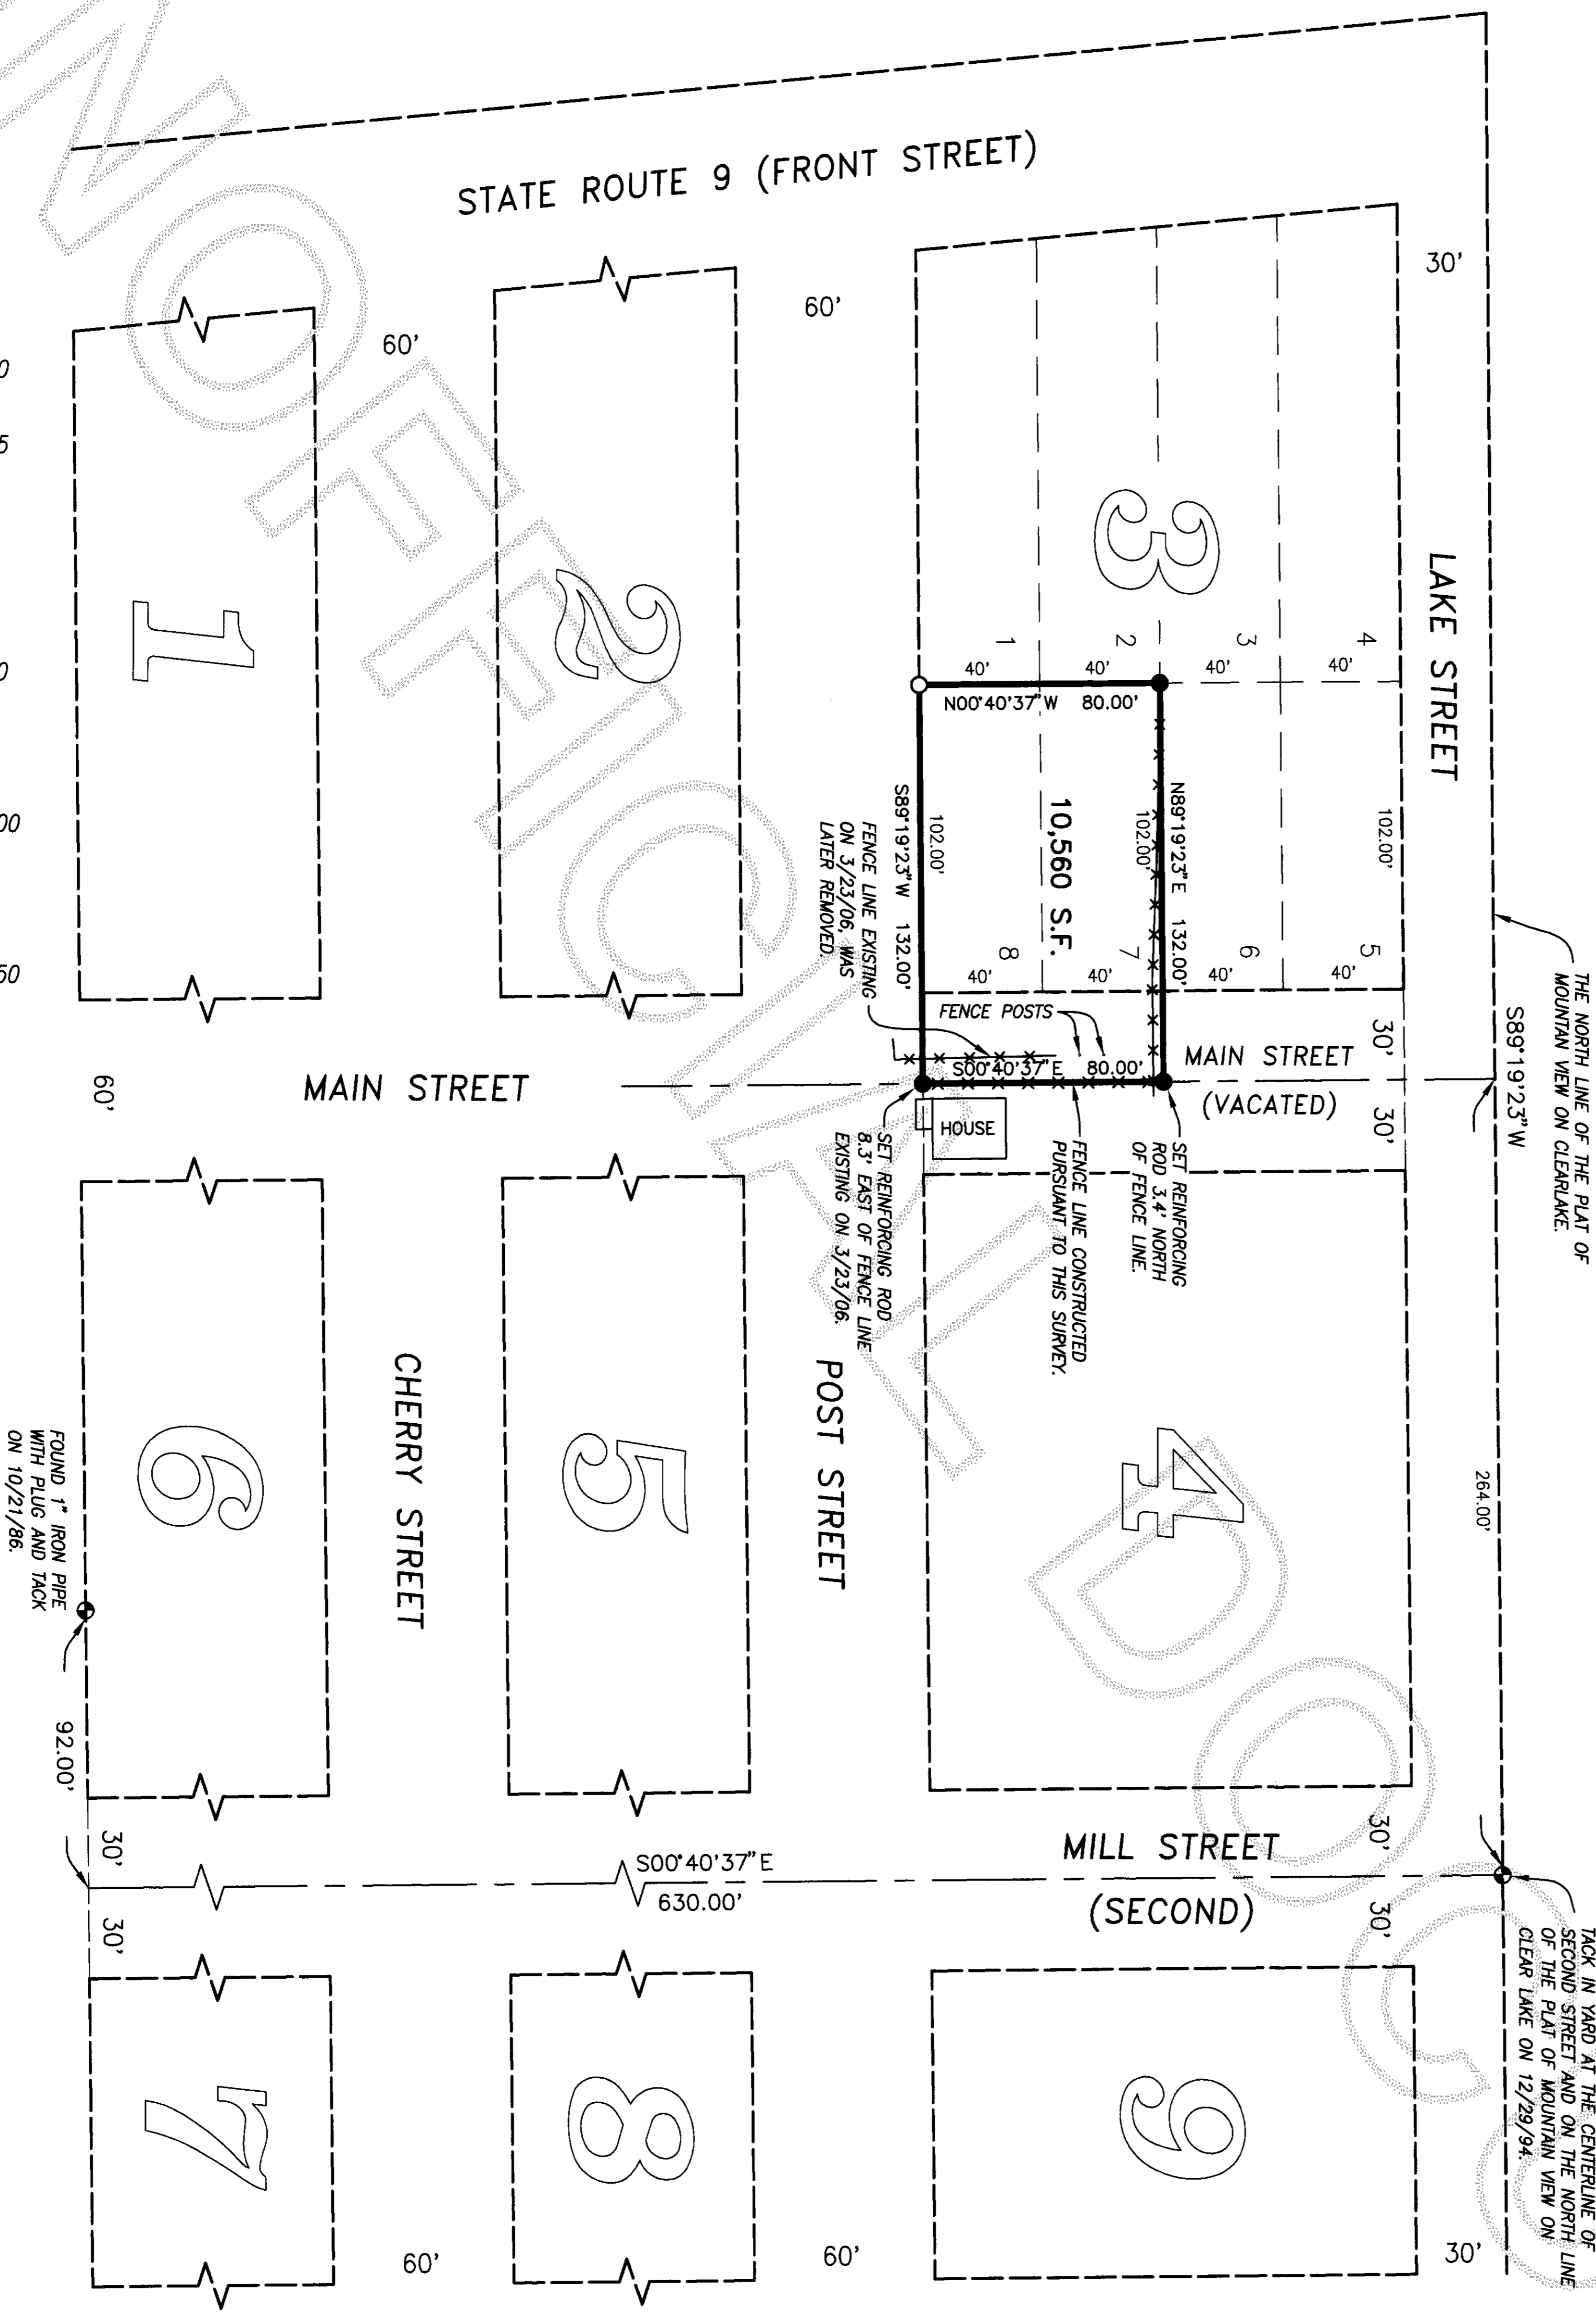 THE NORTH LINE OF THE PLAT OF
MOUNTAIN VIEW ON CLEARLAKE.
S89°19'23"W
264.00'
TACK IN YARD AT THE CENTERLINE OF
SECOND STREET AND ON THE NORTH LINE
OF THE PLAT OF MOUNTAIN VIEW ON
CLEAR LAKE ON 12/29/94.
STATE ROUTE 9 (FRONT STREET)
LAKE STREET
30'
30'
60'
60'
3
4
3
2
1
40'
40'
40'
40'
N00°40'37"W 80.00'
N89°19'23"E 132.00'
102.00'
102.00'
102.00'
10,560 S.F.
S89°19'23"W 132.00'
5
6
7
8
40'
40'
40'
40'
FENCE POSTS
FENCE LINE EXISTING
ON 3/23/06, WAS
LATER REMOVED.
S00°40'37"E 80.00'
MAIN STREET
(VACATED)
30'
30'
MAIN STREET
HOUSE
SET REINFORCING
ROD 3.4' NORTH
OF FENCE LINE.
FENCE LINE CONSTRUCTED
PURSUANT TO THIS SURVEY.
SET REINFORCING ROD
8.3' EAST OF FENCE LINE
EXISTING ON 3/23/06.
2
1
60'
POST STREET
CHERRY STREET
4
5
6
FOUND 1" IRON PIPE
WITH PLUG AND TACK
ON 10/21/86.
92.00'
30'
30'
S00°40'37"E
630.00'
MILL STREET
(SECOND)
30'
30'
9
8
7
30'
60'
60'
UNOFFICIAL DOC